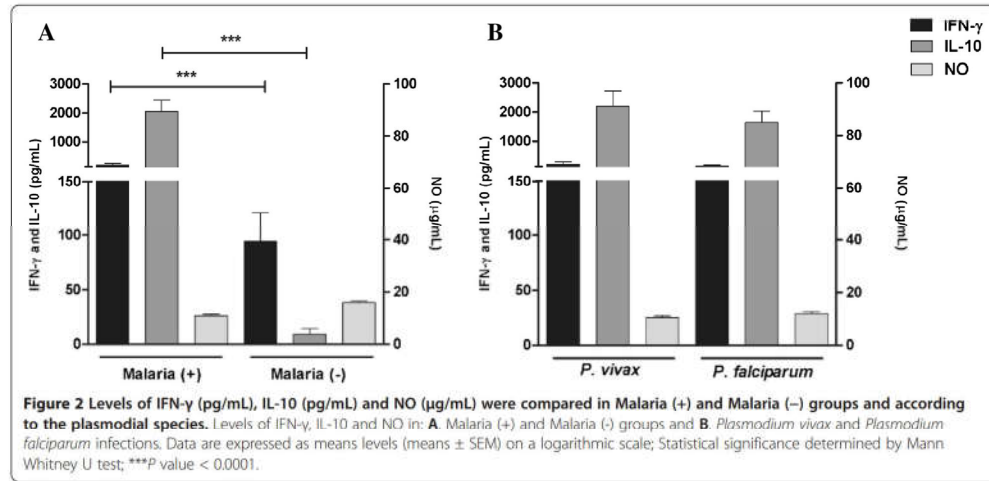 A
B
IFN-γ
IL-10
NO
***
***
IFN-γ and IL-10 (pg/mL)
3000
2000
1000
150
100
50
0
100
80
60
40
20
0
NO (µg/mL)
Malaria (+)
Malaria (-)
IFN-γ and IL-10 (pg/mL)
3000
2000
1000
150
100
50
0
100
80
60
40
20
0
NO (µg/mL)
P. vivax
P. falciparum
Figure 2 Levels of IFN-γ (pg/mL), IL-10 (pg/mL) and NO (µg/mL) were compared in Malaria (+) and Malaria (−) groups and according
to the plasmodial species. Levels of IFN-γ, IL-10 and NO in: A. Malaria (+) and Malaria (-) groups and B. Plasmodium vivax and Plasmodium
falciparum infections. Data are expressed as means levels (means ± SEM) on a logarithmic scale; Statistical significance determined by Mann
Whitney U test; ***P value < 0.0001.